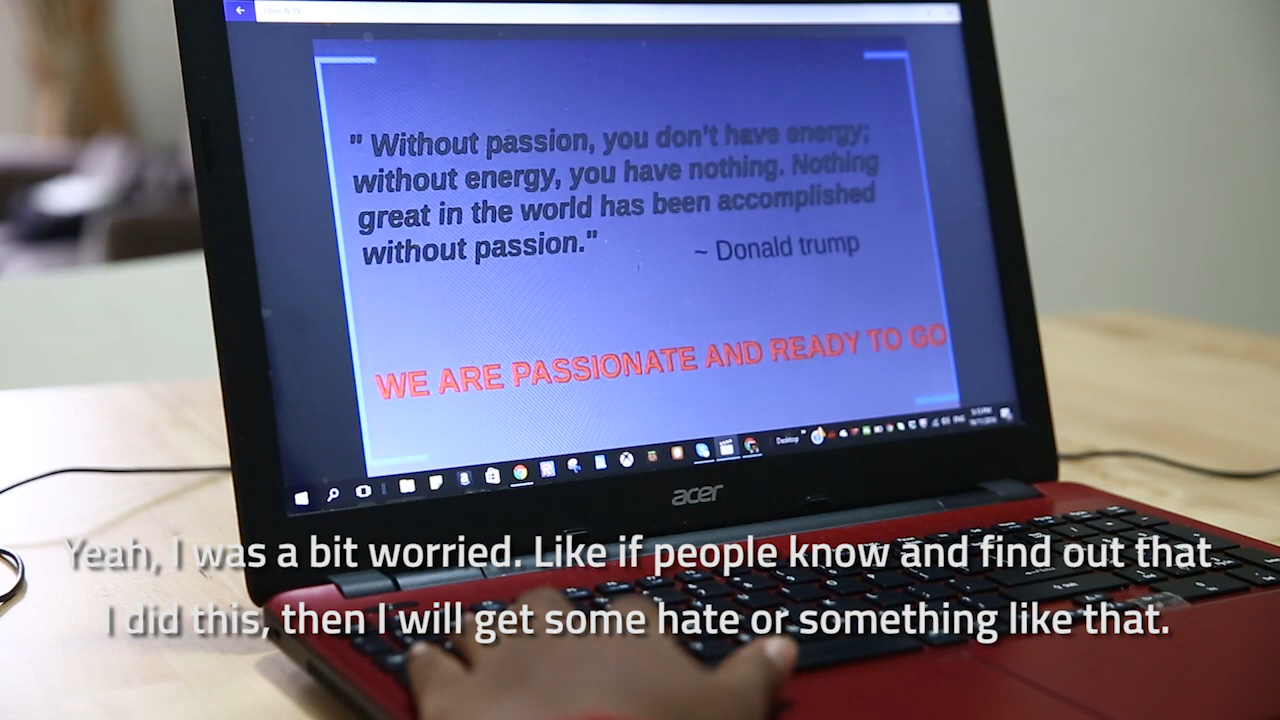 " Without passion, you don't have energy;
without energy, you have nothing. Nothing
great in the world has been accomplished
without passion."
~ Donald trump
WE ARE PASSIONATE AND READY TO GO
Desktop
ENG
acer
Yeah, I was a bit worried. Like if people know and find out that
I did this, then I will get some hate or something like that.